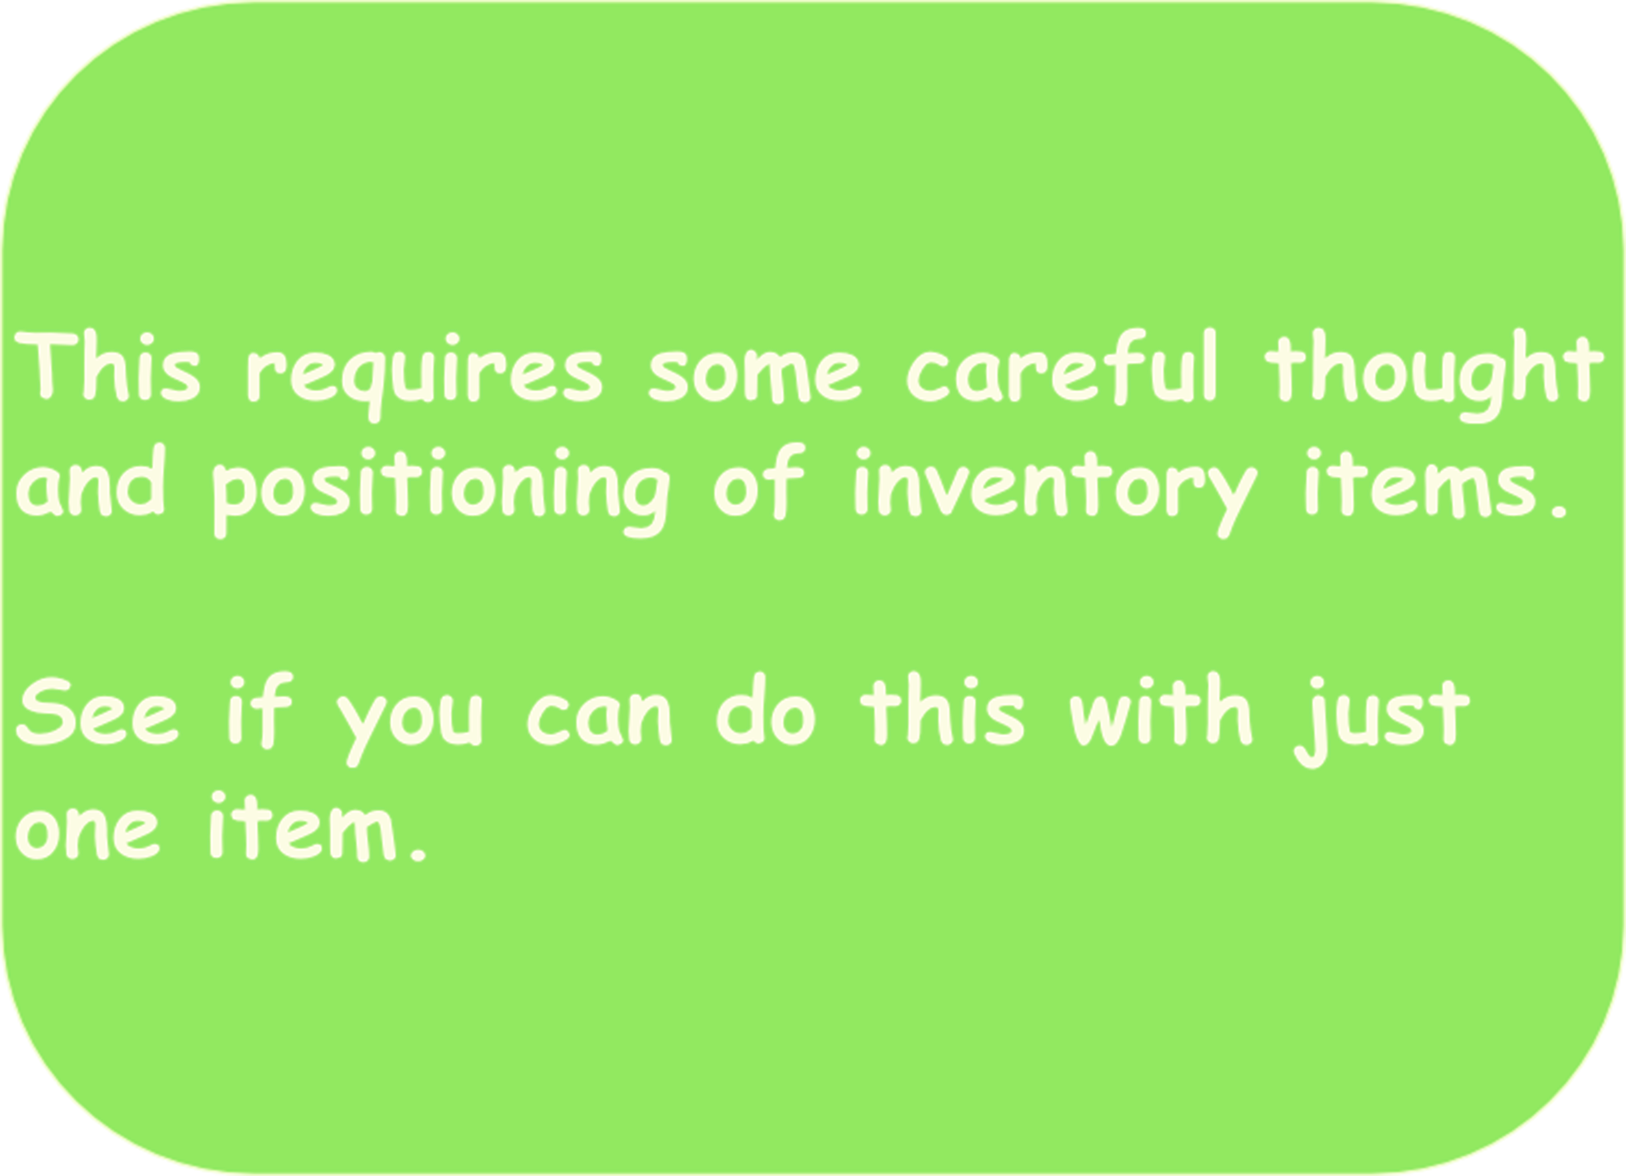 This requires some careful thought
and positioning of inventory items.
See if you can do this with just
one item.